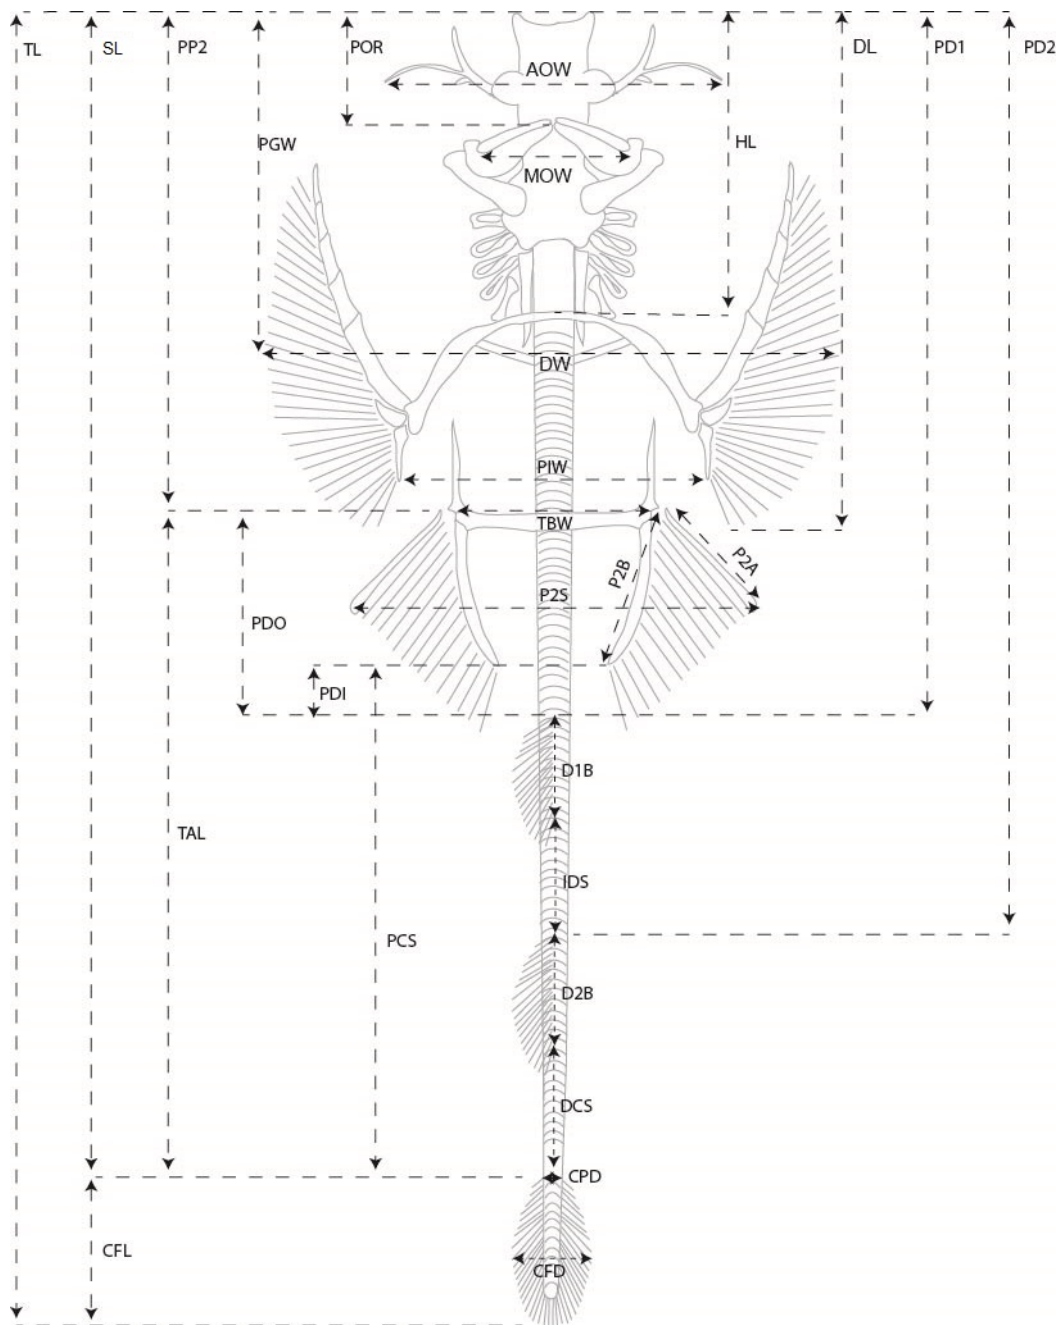 TL
SL
PP2
POR
DL
PD1
PD2
AOW
PGW
HL
MOW
DW
PIW
TBW
P2B
P2A
P2S
PDO
PDI
D1B
TAL
IDS
PCS
D2B
DCS
CPD
CFL
CFD